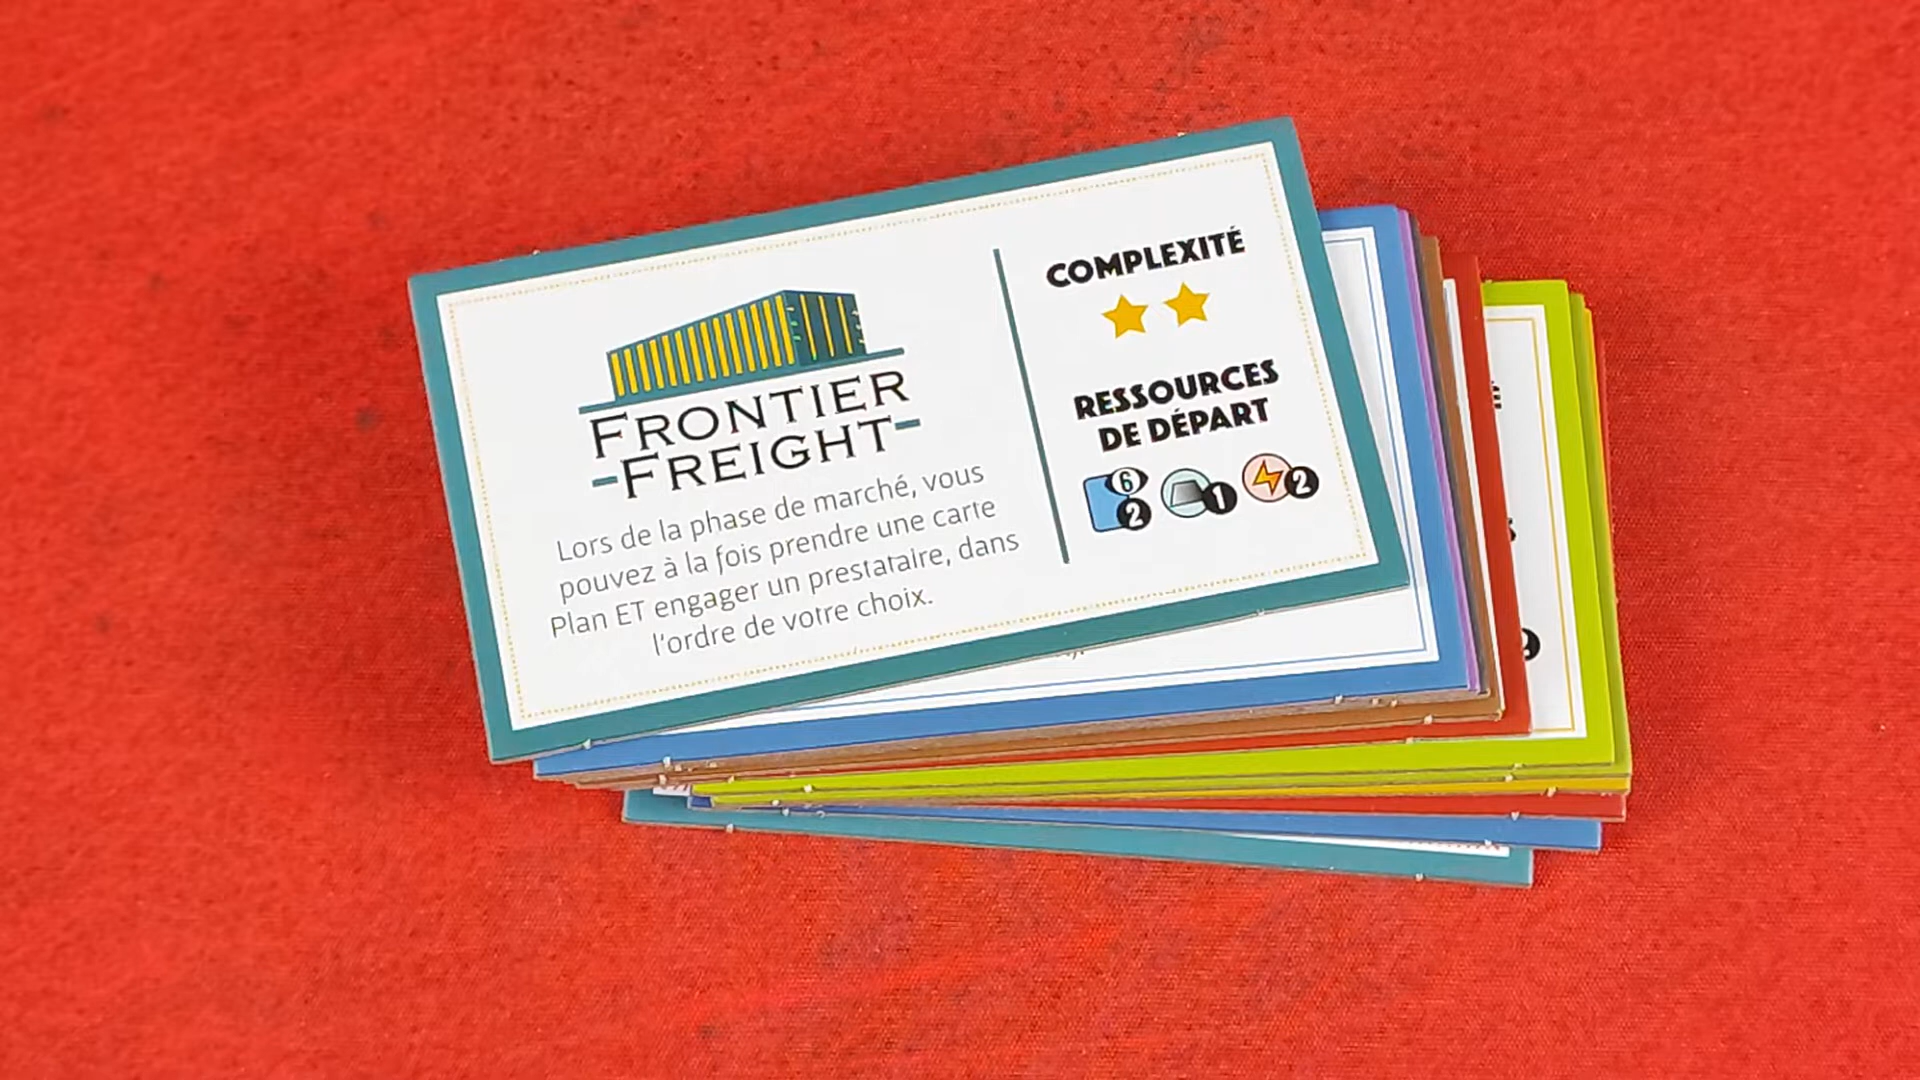 FRONTIER
-FREIGHT-
Lors de la phase de marché, vous
pouvez à la fois prendre une carte
Plan ET engager un prestataire, dans
l'ordre de votre choix.
COMPLEXITÉ
RESSOURCES
DE DÉPART
6
2 1 2